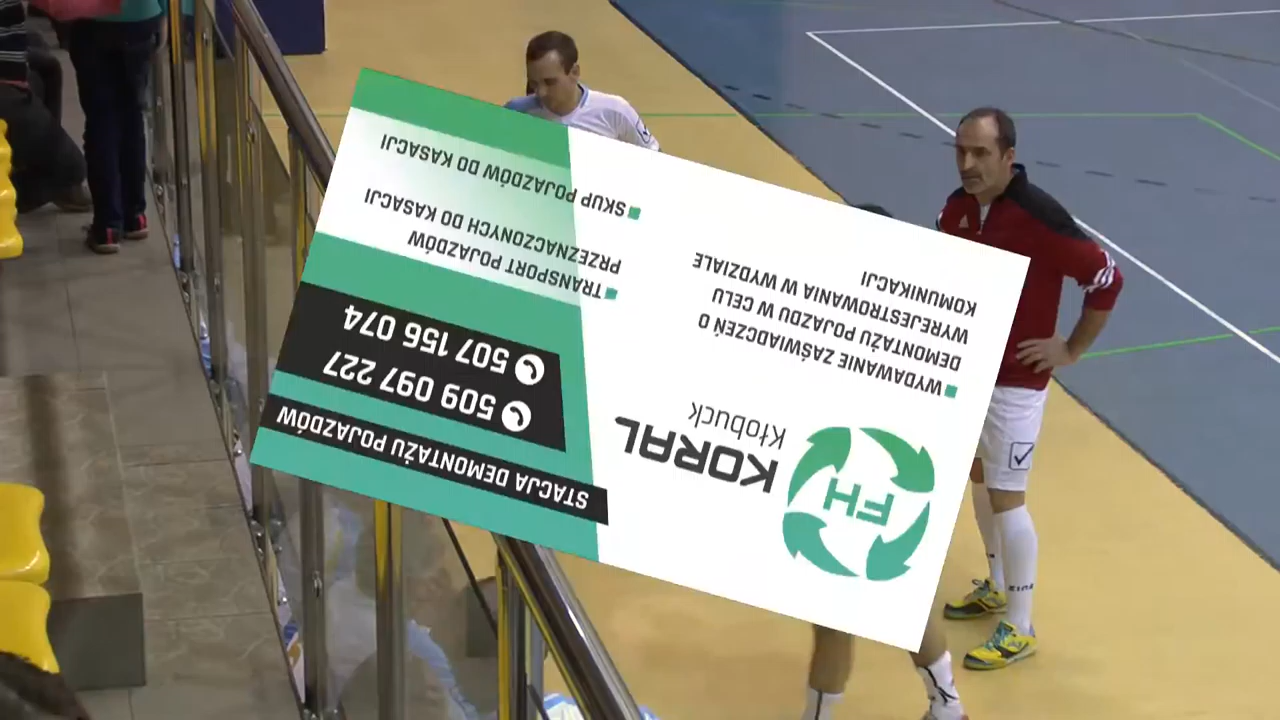 FH
KORAL
Kłobuck
STACJA DEMONTAŻU POJAZDÓW
509 097 227
507 156 074
WYDAWANIE ZAŚWIADCZEŃ O
DEMONTAŻU POJAZDU W CELU
WYREJESTROWANIA W WYDZIALE
KOMUNIKACJI
TRANSPORT POJAZDÓW
PRZEZNACZONYCH DO KASACJI
SKUP POJAZDÓW DO KASACJI